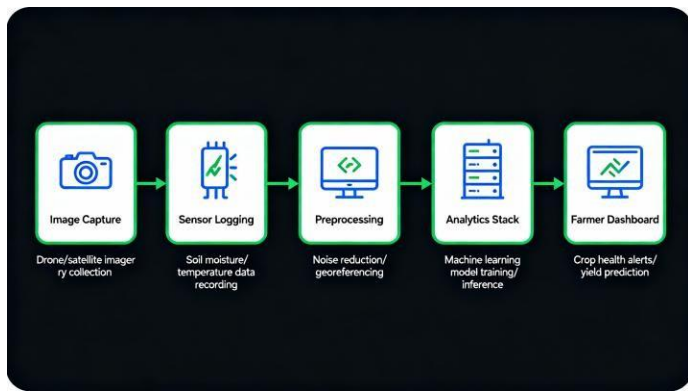 Image Capture
Sensor Logging
Preprocessing
Analytics Stack
Farmer Dashboard
Drone/satellite imager
ry collection
Soil moisture/
temperature data
recording
Noise reduction/
georeferencing
Machine learning
model training/
inference
Crop health alerts/
yield prediction